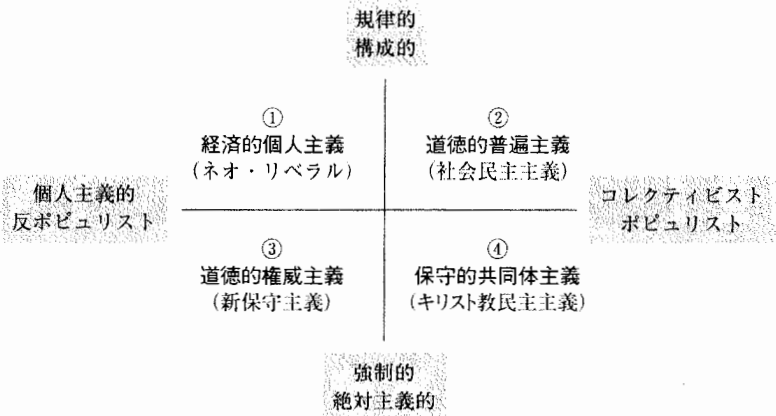 規律的
構成的
①
経済的個人主義
(ネオ・リベラル)
②
道徳的普遍主義
(社会民主主義)
個人主義的
反ポピュリスト
コレクティビスト
ポピュリスト
③
道徳的権威主義
(新保守主義)
④
保守的共同体主義
(キリスト教民主主義)
強制的
絶対主義的